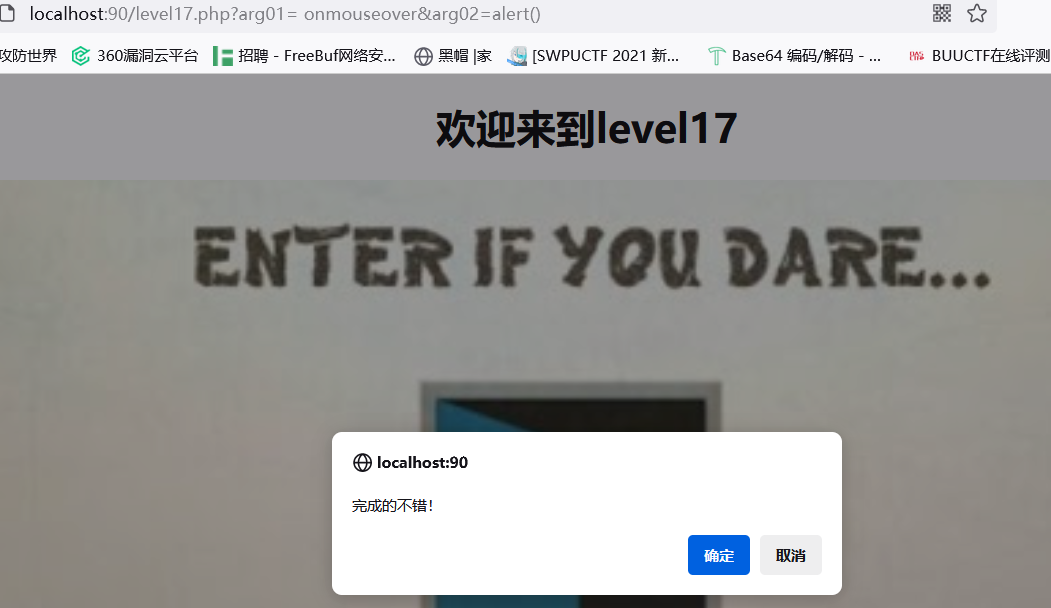 localhost:90/level17.php?arg01= onmouseover&arg02=alert()
攻防世界 360漏洞云平台 招聘 - FreeBuf网络安... 黑帽 |家 [SWPUCTF 2021 新... Base64 编码/解码 - ... BUUCTF在线评测
欢迎来到level17
ENTER IF YOU DARE...
localhost:90
完成的不错！
确定 取消